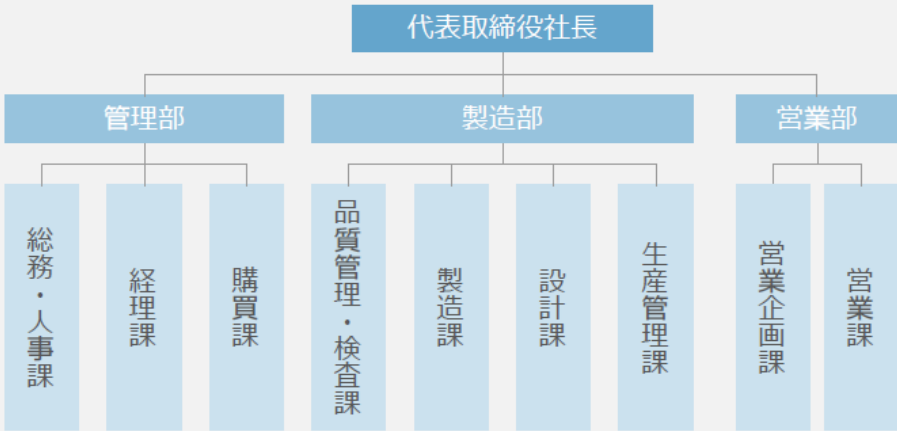 代表取締役社長
管理部
製造部
営業部
総務・人事課
経理課
購買課
品質管理・検査課
製造課
設計課
生産管理課
営業企画課
営業課